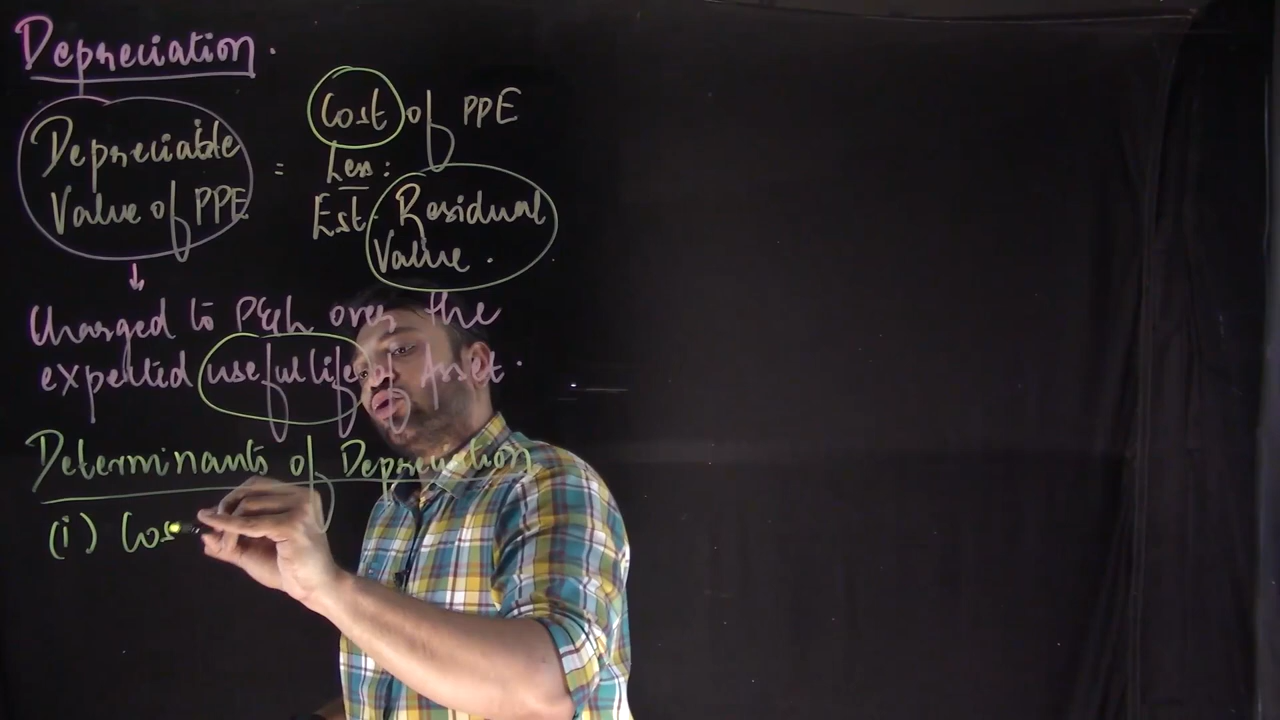 Depreciation.
Depreciable
Value of PPE
=
Cost of PPE
Less:
Est. Residual
Value.
↓
Charged to P&L over the
expected useful life of Asset.
Determinants of Depreciation
(i) Cos